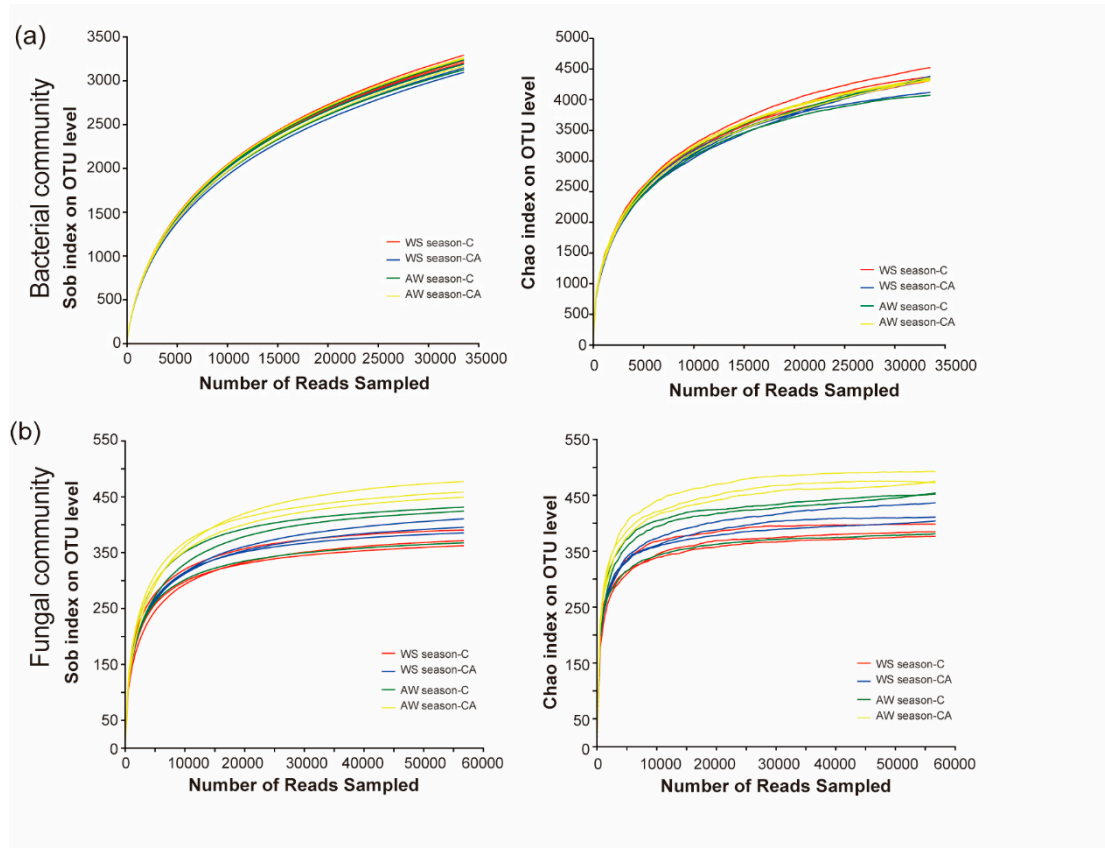 (a)
Bacterial community
Sob index on OTU level
3500
3000
2500
2000
1500
1000
500
0
0 5000 10000 15000 20000 25000 30000 35000
Number of Reads Sampled
WS season-C
WS season-CA
AW season-C
AW season-CA
Chao index on OTU level
5000
4500
4000
3500
3000
2500
2000
1500
1000
500
0
0 5000 10000 15000 20000 25000 30000 35000
Number of Reads Sampled
WS season-C
WS season-CA
AW season-C
AW season-CA
(b)
Fungal community
Sob index on OTU level
550
450
350
250
150
50
0
0 10000 20000 30000 40000 50000 60000
Number of Reads Sampled
WS season-C
WS season-CA
AW season-C
AW season-CA
Chao index on OTU level
550
450
350
250
150
50
0
0 10000 20000 30000 40000 50000 60000
Number of Reads Sampled
WS season-C
WS season-CA
AW season-C
AW season-CA